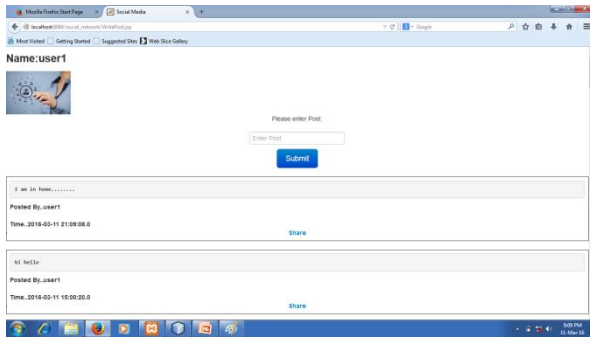 Mozilla Firefox Start Page
Social Media
localhost:8084/social_network/WritePost.jsp
Google
Most Visited Getting Started Suggested Sites Web Slice Gallery
Name:user1
Please enter Post
Enter Post
Submit
I am in home........
Posted By..user1
Time..2016-03-11 21:09:08.0
Share
hi hello
Posted By..user1
Time..2016-03-11 15:00:20.0
Share
9:09 PM
11-Mar-16